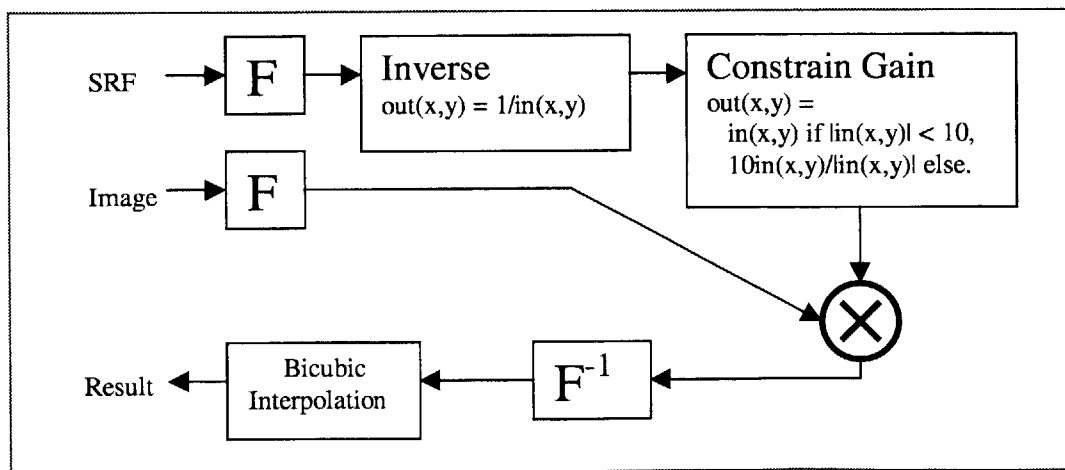 SRF
F
Inverse
out(x,y) = 1/in(x,y)
Constrain Gain
out(x,y) =
in(x,y) if |in(x,y)| < 10,
10in(x,y)/|in(x,y)| else.
Image
F
Result
Bicubic
Interpolation
F-1